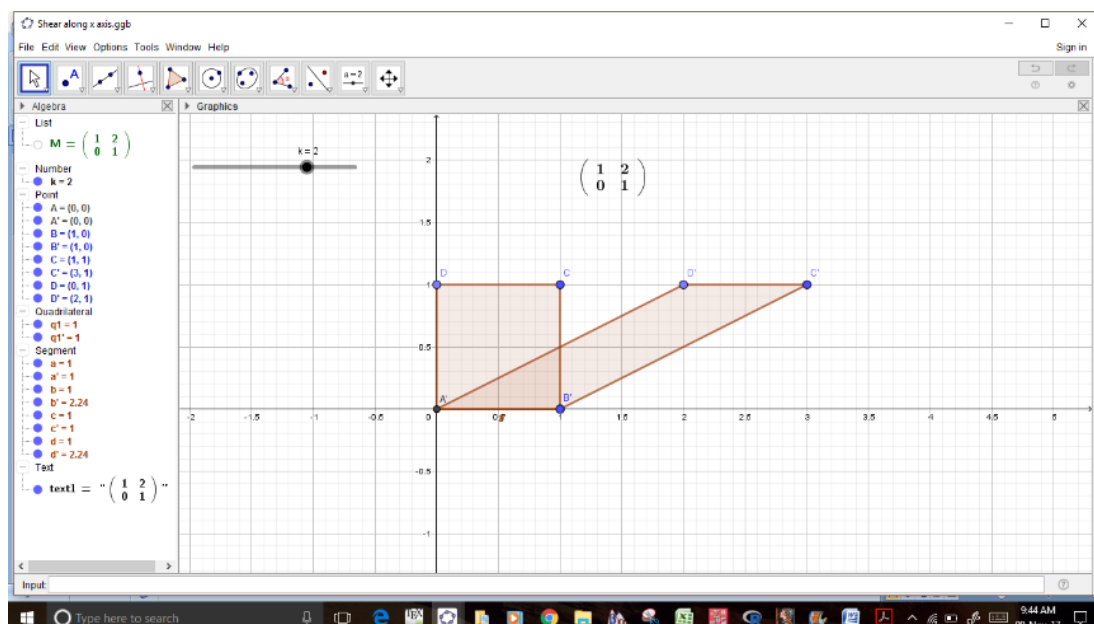 Shear along x axis.ggb
File Edit View Options Tools Window Help
Sign in
A
a=2
Algebra
Graphics
List
M = ( 1 2
0 1 )
Number
k = 2
Point
A = (0, 0)
A' = (0, 0)
B = (1, 0)
B' = (1, 0)
C = (1, 1)
C' = (3, 1)
D = (0, 1)
D' = (2, 1)
Quadrilateral
q1 = 1
q1' = 1
Segment
a = 1
a' = 1
b = 1
b' = 2.24
c = 1
c' = 1
d = 1
d' = 2.24
Text
text1 = "( 1 2
0 1 )"
k = 2
( 1 2
0 1 )
2
1.5
D C D' C'
1
0.5
A' B'
-2 -1.5 -1 -0.5 0 1 1.5 2 2.5 3 3.5 4 4.5 5
-0.5
-1
Input:
Type here to search
9:44 AM